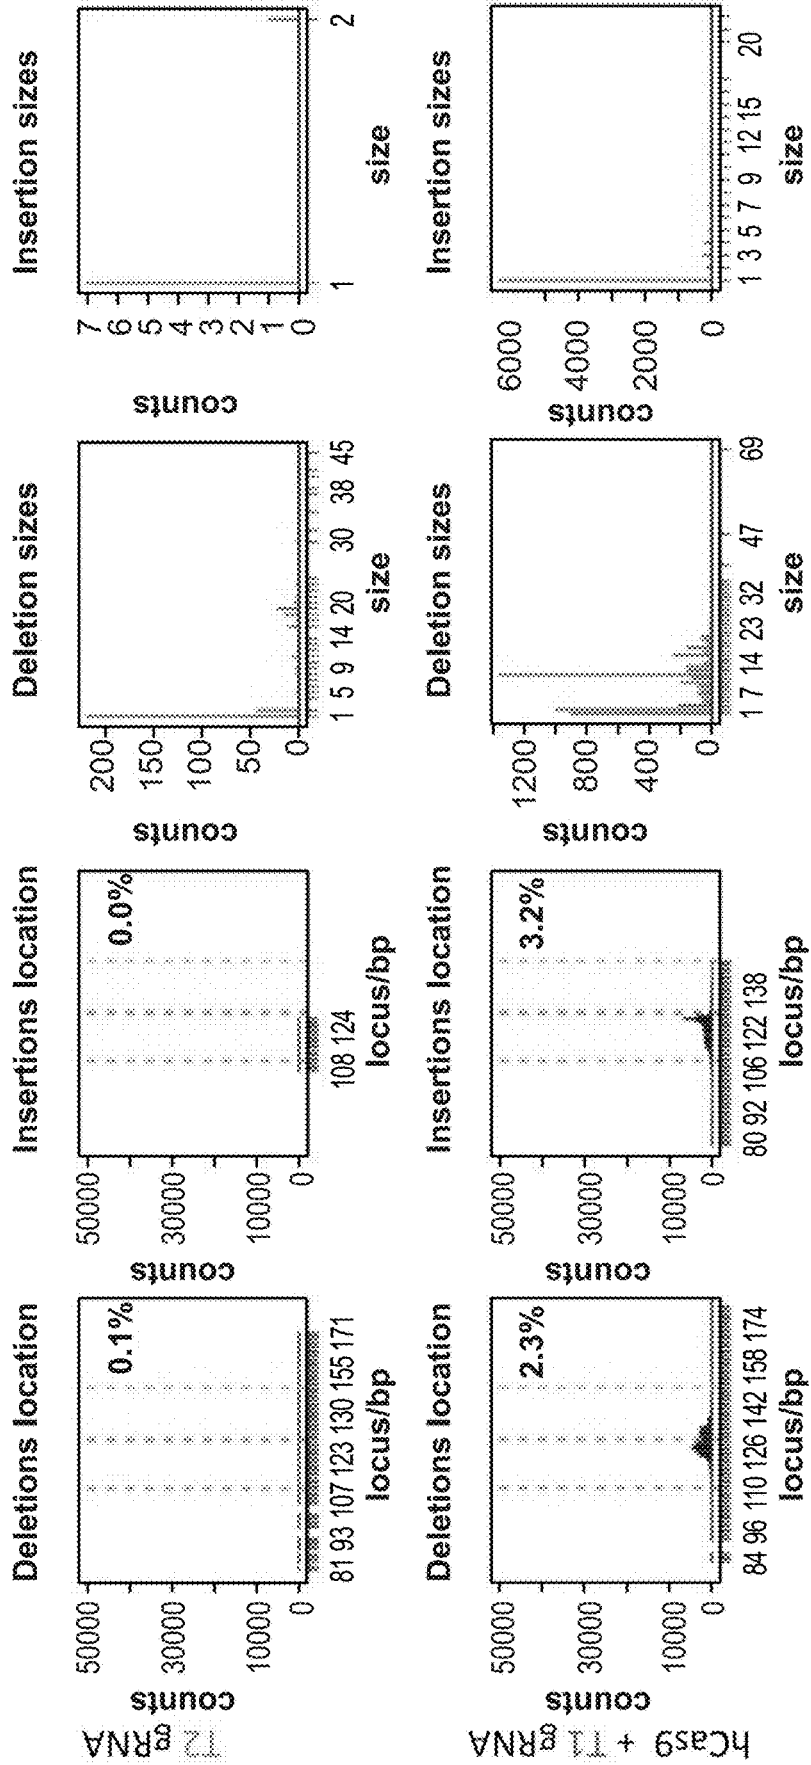 T2 gRNA
Deletions location
0.1%
counts
50000
30000
10000
0
81 93 107 123 130 155 171
locus/bp
Insertions location
0.0%
counts
50000
30000
10000
0
108 124
locus/bp
Deletion sizes
counts
200
150
100
50
0
1 5 9 14 20 30 38 45
size
Insertion sizes
counts
7
6
5
4
3
2
1
0
1 2
size
hCas9 + T1 gRNA
Deletions location
2.3%
counts
50000
30000
10000
0
84 96 110 126 142 158 174
locus/bp
Insertions location
3.2%
counts
50000
30000
10000
0
80 92 106 122 138
locus/bp
Deletion sizes
counts
1200
800
400
0
1 7 14 23 32 47 69
size
Insertion sizes
counts
6000
4000
2000
0
1 3 5 7 9 12 15 20
size